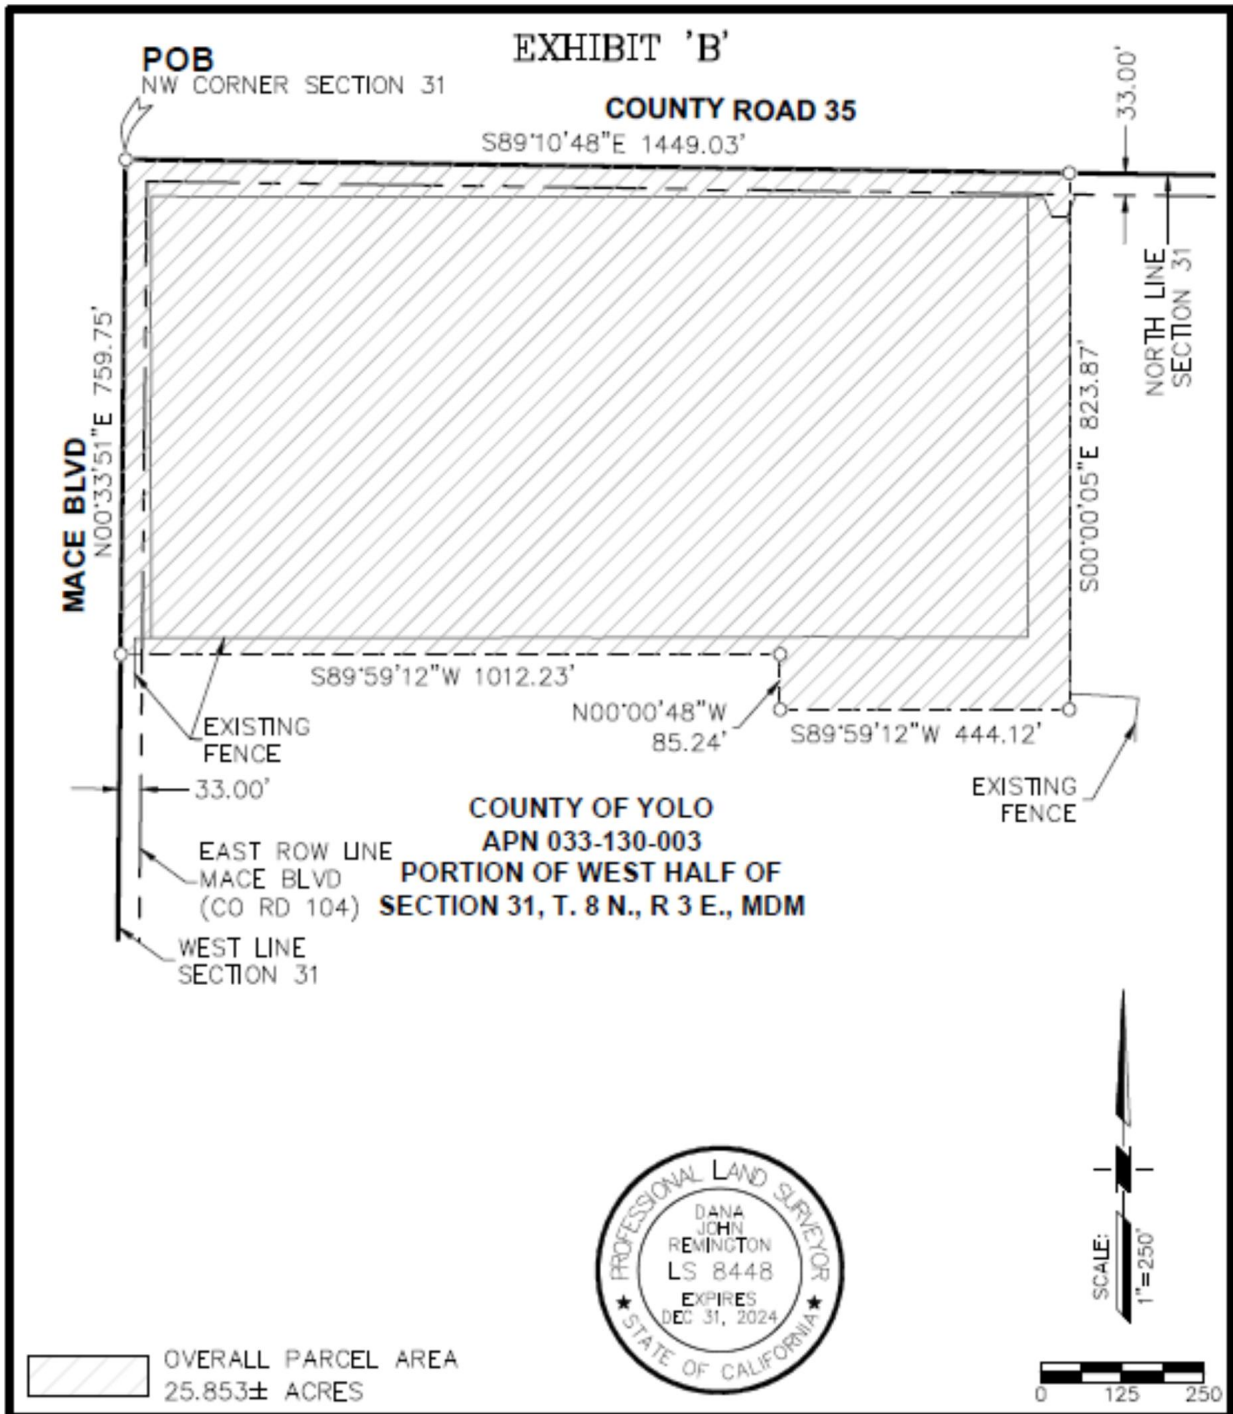 EXHIBIT 'B'
POB
NW CORNER SECTION 31
COUNTY ROAD 35
S89°10'48"E 1449.03'
33.00'
NORTH LINE
SECTION 31
MACE BLVD
N00°33'51"E 759.75'
S00°00'05"E 823.87'
S89°59'12"W 1012.23'
N00°00'48"W
85.24'
S89°59'12"W 444.12'
EXISTING
FENCE
EXISTING
FENCE
33.00'
COUNTY OF YOLO
APN 033-130-003
PORTION OF WEST HALF OF
SECTION 31, T. 8 N., R 3 E., MDM
EAST ROW LINE
MACE BLVD
(CO RD 104)
WEST LINE
SECTION 31
PROFESSIONAL LAND SURVEYOR
DANA
JOHN
REMINGTON
LS 8448
EXPIRES
DEC 31, 2024
STATE OF CALIFORNIA
SCALE:
1"=250'
OVERALL PARCEL AREA
25.853± ACRES
0 125 250